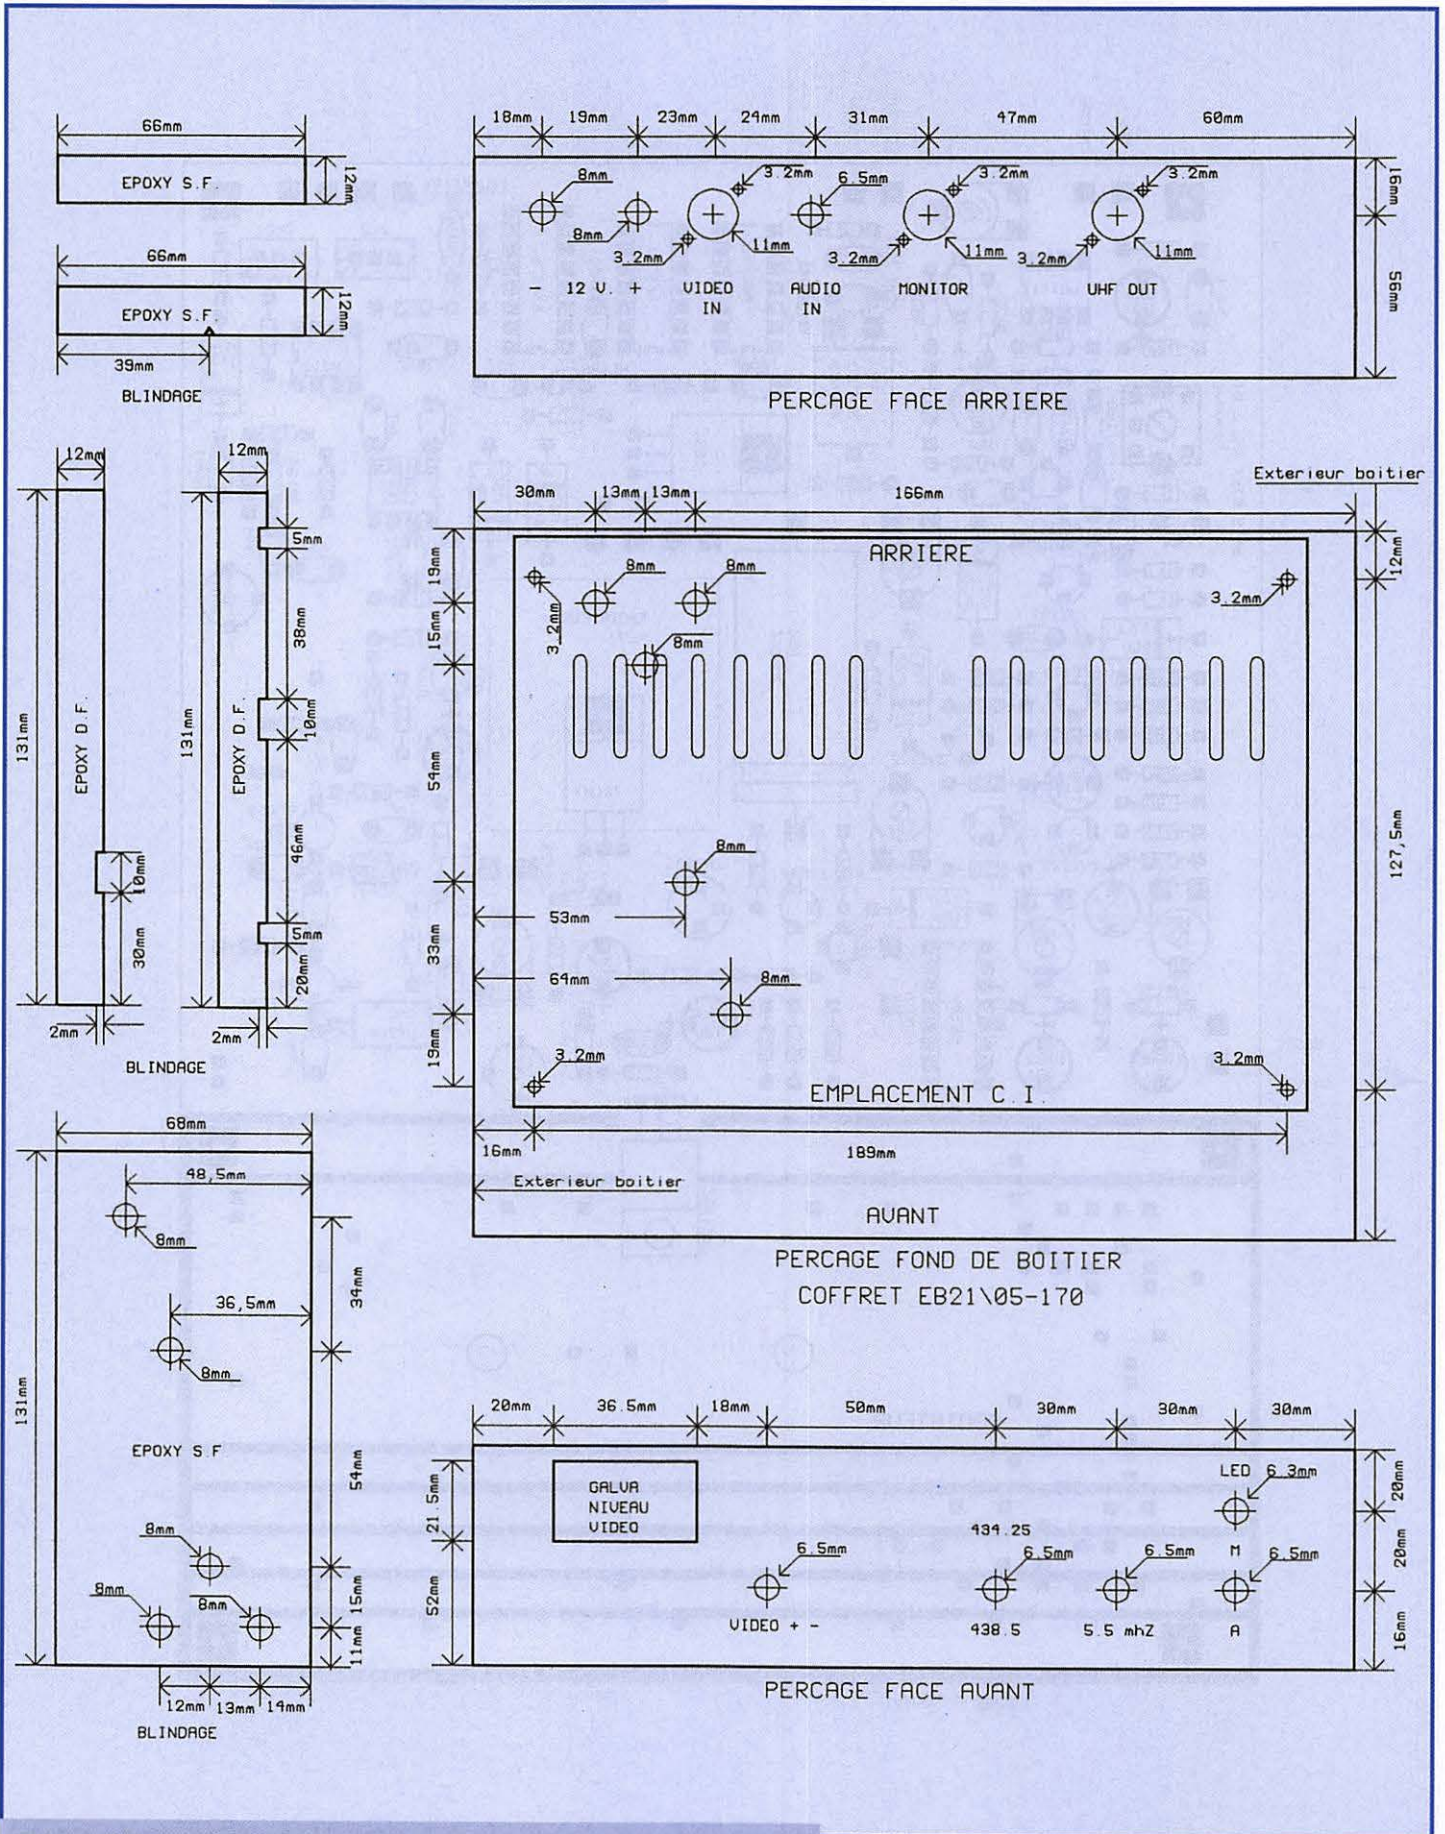 66mm
EPOXY S.F.
12mm
66mm
EPOXY S.F.
12mm
39mm
BLINDAGE
18mm 19mm 23mm 24mm 31mm 47mm 60mm
8mm 3.2mm 6.5mm 3.2mm 3.2mm
16mm
8mm 3.2mm 11mm 3.2mm 11mm 3.2mm 11mm
- 12 V. + VIDEO IN AUDIO IN MONITOR UHF OUT
56mm
PERCAGE FACE ARRIERE
12mm
131mm
EPOXY D.F.
10mm
30mm
2mm
12mm
131mm
EPOXY D.F.
5mm
38mm
10mm
46mm
5mm
20mm
2mm
BLINDAGE
Exterieur boitier
30mm 13mm 13mm 166mm
ARRIERE
19mm
15mm
54mm
33mm
19mm
12mm
127,5mm
8mm 8mm
3.2mm
3.2mm
8mm
8mm
53mm
64mm
8mm
3.2mm
3.2mm
EMPLACEMENT C.I.
16mm
189mm
Exterieur boitier
AVANT
PERCAGE FOND DE BOITIER
COFFRET EB21\05-170
68mm
48,5mm
8mm
36,5mm
8mm
34mm
131mm
EPOXY S.F
54mm
8mm
8mm
8mm
15mm
11mm
12mm 13mm 14mm
BLINDAGE
20mm 36.5mm 18mm 50mm 30mm 30mm 30mm
21.5mm
52mm
GALVA
NIVEAU
VIDEO
LED 6.3mm
20mm
434.25
M
6.5mm 6.5mm 6.5mm 6.5mm
20mm
VIDEO + - 438.5 5.5 mhZ A
16mm
PERCAGE FACE AVANT